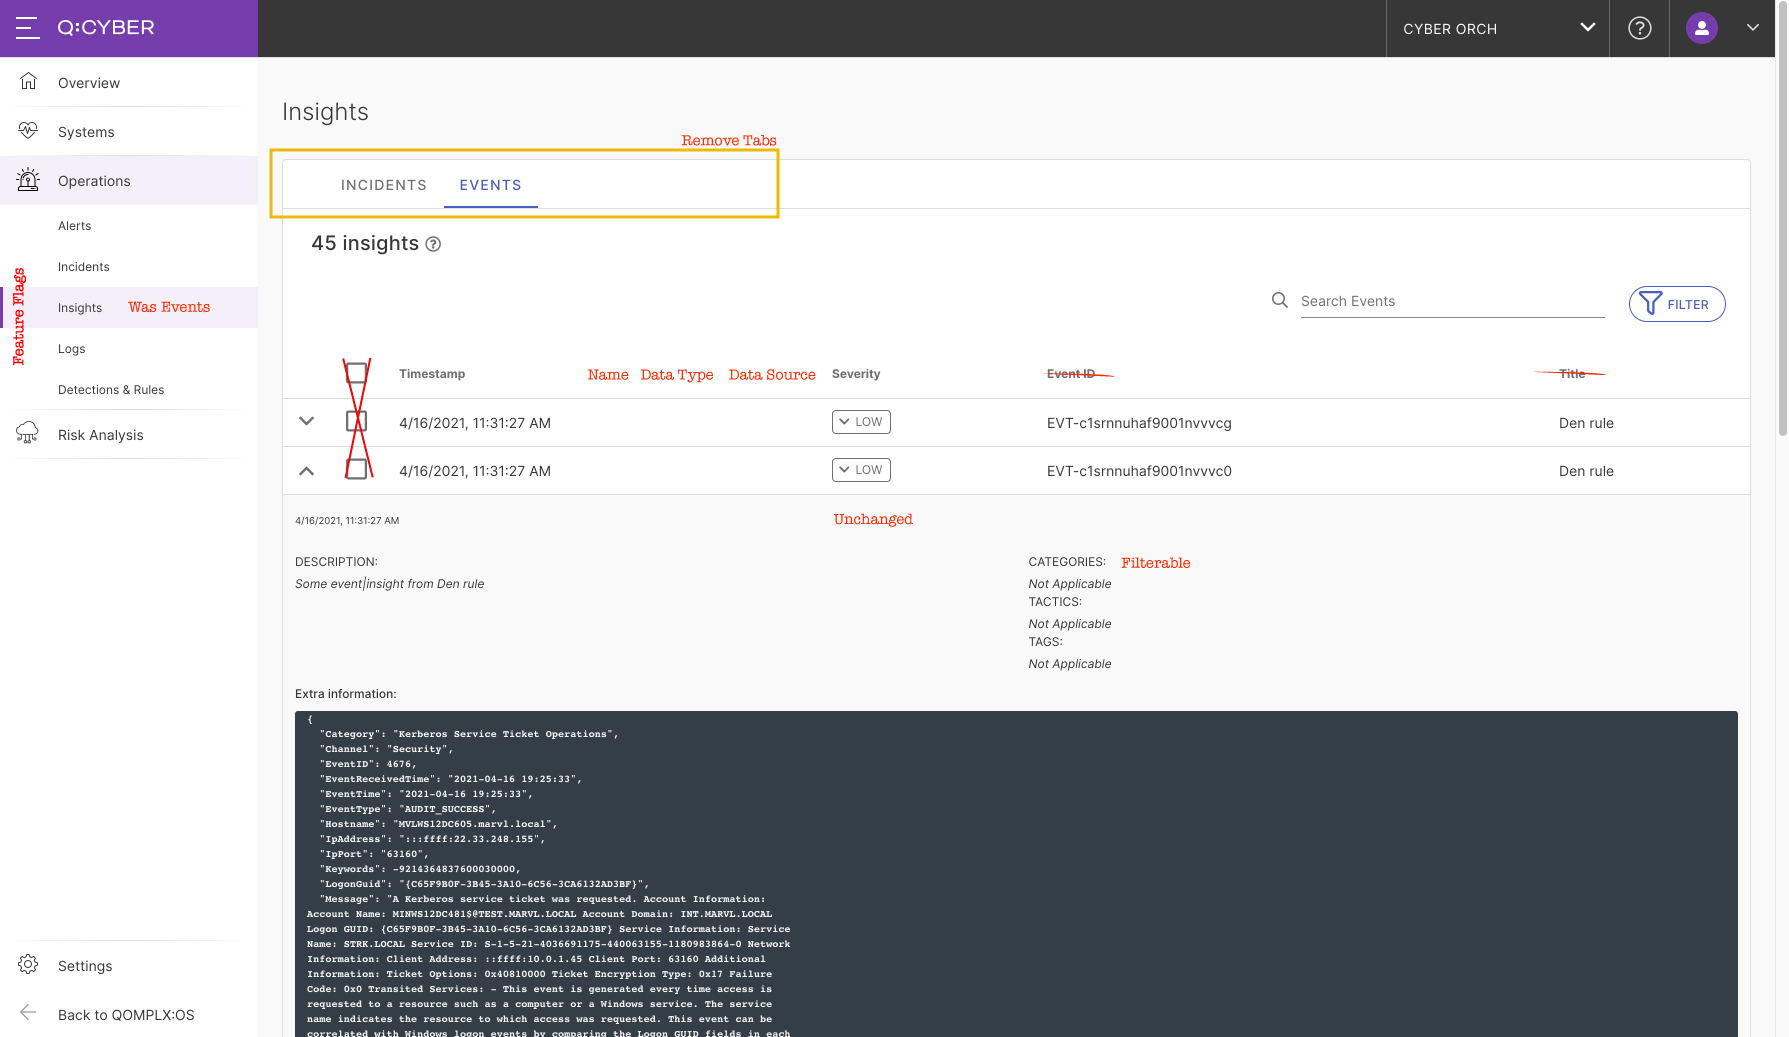 Q:CYBER
CYBER ORCH
Overview
Systems
Operations
Alerts
Incidents
Insights Was Events
Feature Flags
Logs
Detections & Rules
Risk Analysis
Settings
Back to QOMPLX:OS
Insights
Remove Tabs
INCIDENTS EVENTS
45 insights
Search Events
FILTER
Timestamp Name Data Type Data Source Severity Event ID Title
4/16/2021, 11:31:27 AM LOW EVT-c1srnnuhaf9001nvvvcg Den rule
4/16/2021, 11:31:27 AM LOW EVT-c1srnnuhaf9001nvvvc0 Den rule
4/16/2021, 11:31:27 AM Unchanged
DESCRIPTION:
Some event|insight from Den rule
CATEGORIES: Filterable
Not Applicable
TACTICS:
Not Applicable
TAGS:
Not Applicable
Extra information:
{
"Category": "Kerberos Service Ticket Operations",
"Channel": "Security",
"EventID": 4676,
"EventReceivedTime": "2021-04-16 19:25:33",
"EventTime": "2021-04-16 19:25:33",
"EventType": "AUDIT_SUCCESS",
"Hostname": "MVLWS12DC605.marvl.local",
"IpAddress": ":::ffff:22.33.248.155",
"IpPort": "63160",
"Keywords": -9214364837600030000,
"LogonGuid": "{C65F9B0F-3B45-3A10-6C56-3CA6132AD3BF}",
"Message": "A Kerberos service ticket was requested. Account Information:
Account Name: MINWS12DC481$@TEST.MARVL.LOCAL Account Domain: INT.MARVL.LOCAL
Logon GUID: {C65F9B0F-3B45-3A10-6C56-3CA6132AD3BF} Service Information: Service
Name: STRK.LOCAL Service ID: S-1-5-21-4036691175-440063155-1180983864-0 Network
Information: Client Address: ::ffff:10.0.1.45 Client Port: 63160 Additional
Information: Ticket Options: 0x40810000 Ticket Encryption Type: 0x17 Failure
Code: 0x0 Transited Services: - This event is generated every time access is
requested to a resource such as a computer or a Windows service. The service
name indicates the resource to which access was requested. This event can be
correlated with Windows logon events by comparing the Logon GUID fields in each